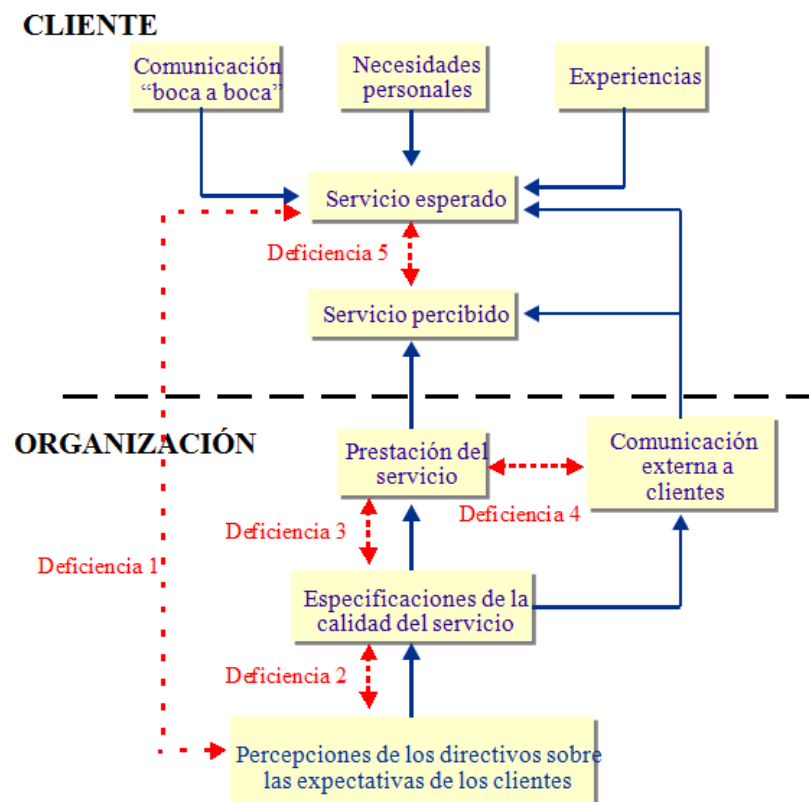 CLIENTE
Comunicación
“boca a boca”
Necesidades
personales
Experiencias
Servicio esperado
Deficiencia 5
Servicio percibido
ORGANIZACIÓN
Prestación del
servicio
Comunicación
externa a
clientes
Deficiencia 4
Deficiencia 3
Deficiencia 1
Especificaciones de la
calidad del servicio
Deficiencia 2
Percepciones de los directivos sobre
las expectativas de los clientes